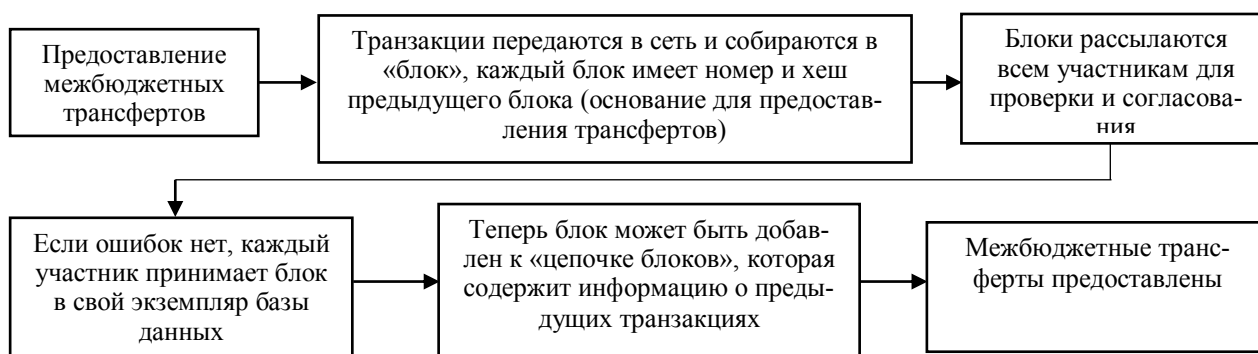 Предоставление
межбюджетных
трансфертов
Транзакции передаются в сеть и собираются в
«блок», каждый блок имеет номер и хеш
предыдущего блока (основание для предостав-
ления трансфертов)
Блоки рассылаются
всем участникам для
проверки и согласова-
ния
Если ошибок нет, каждый
участник принимает блок
в свой экземпляр базы
данных
Теперь блок может быть добав-
лен к «цепочке блоков», которая
содержит информацию о преды-
дущих транзакциях
Межбюджетные транс-
ферты предоставлены